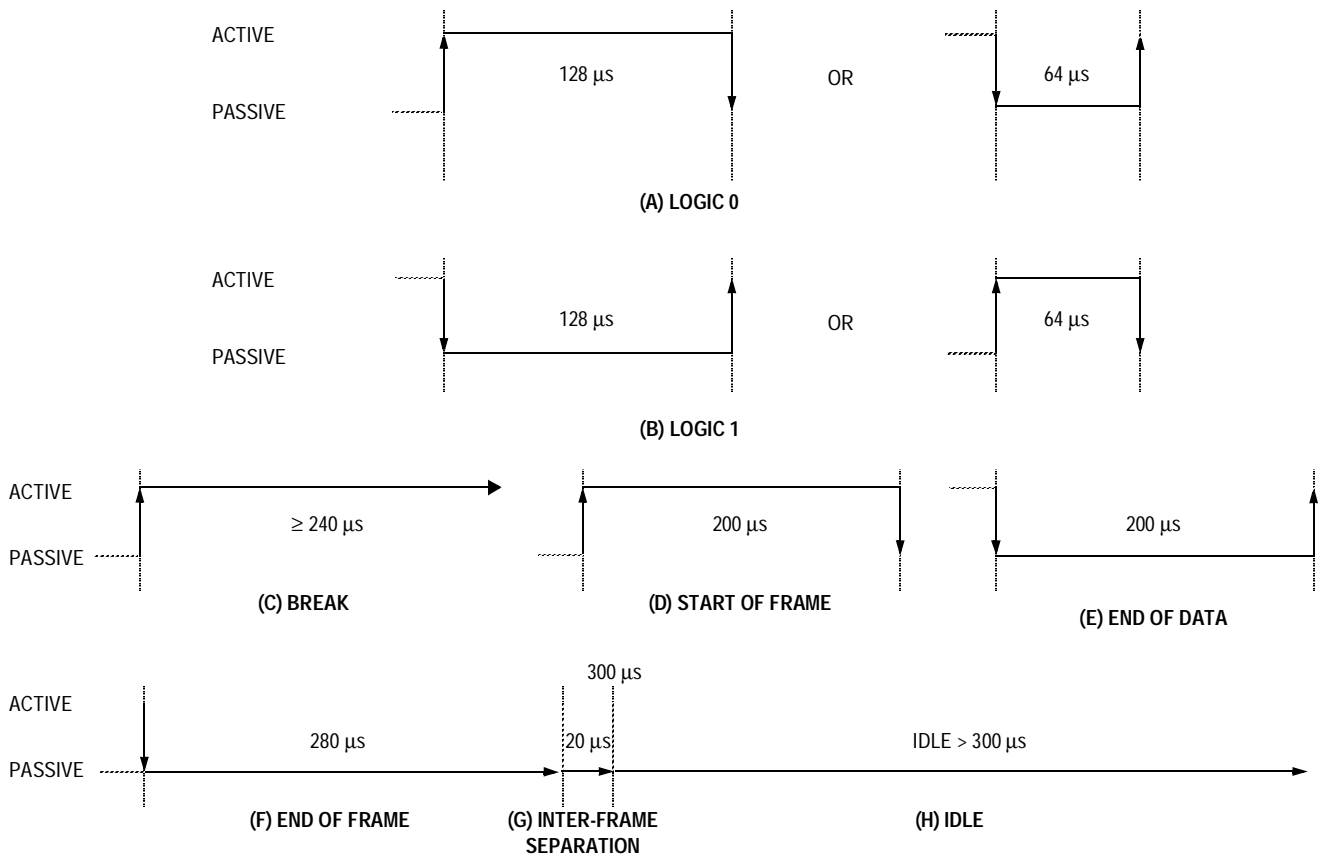 ACTIVE
128 μs
OR
64 μs
PASSIVE
(A) LOGIC 0
ACTIVE
128 μs
OR
64 μs
PASSIVE
(B) LOGIC 1
ACTIVE
≥ 240 μs
200 μs
200 μs
PASSIVE
(C) BREAK
(D) START OF FRAME
(E) END OF DATA
300 μs
ACTIVE
280 μs
20 μs
IDLE > 300 μs
PASSIVE
(F) END OF FRAME
(G) INTER-FRAME
SEPARATION
(H) IDLE